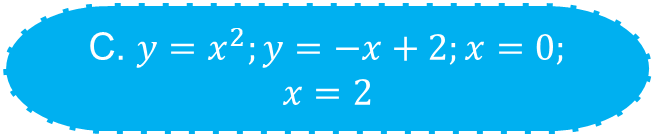 C. 𝑦 = 𝑥²; 𝑦 = −𝑥 + 2; 𝑥 = 0;
𝑥 = 2